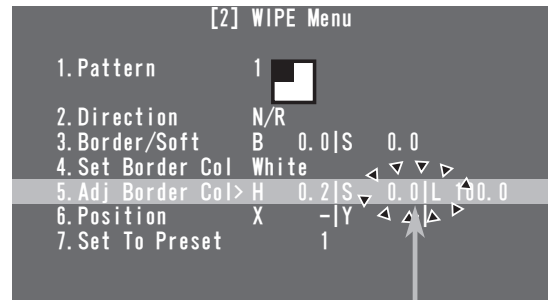 [2] WIPE Menu
1.Pattern 1
2.Direction N/R
3.Border/Soft B 0.0|S 0.0
4.Set Border Col White
5.Adj Border Col> H 0.2|S 0.0|L 100.0
6.Position X -|Y
7.Set To Preset 1